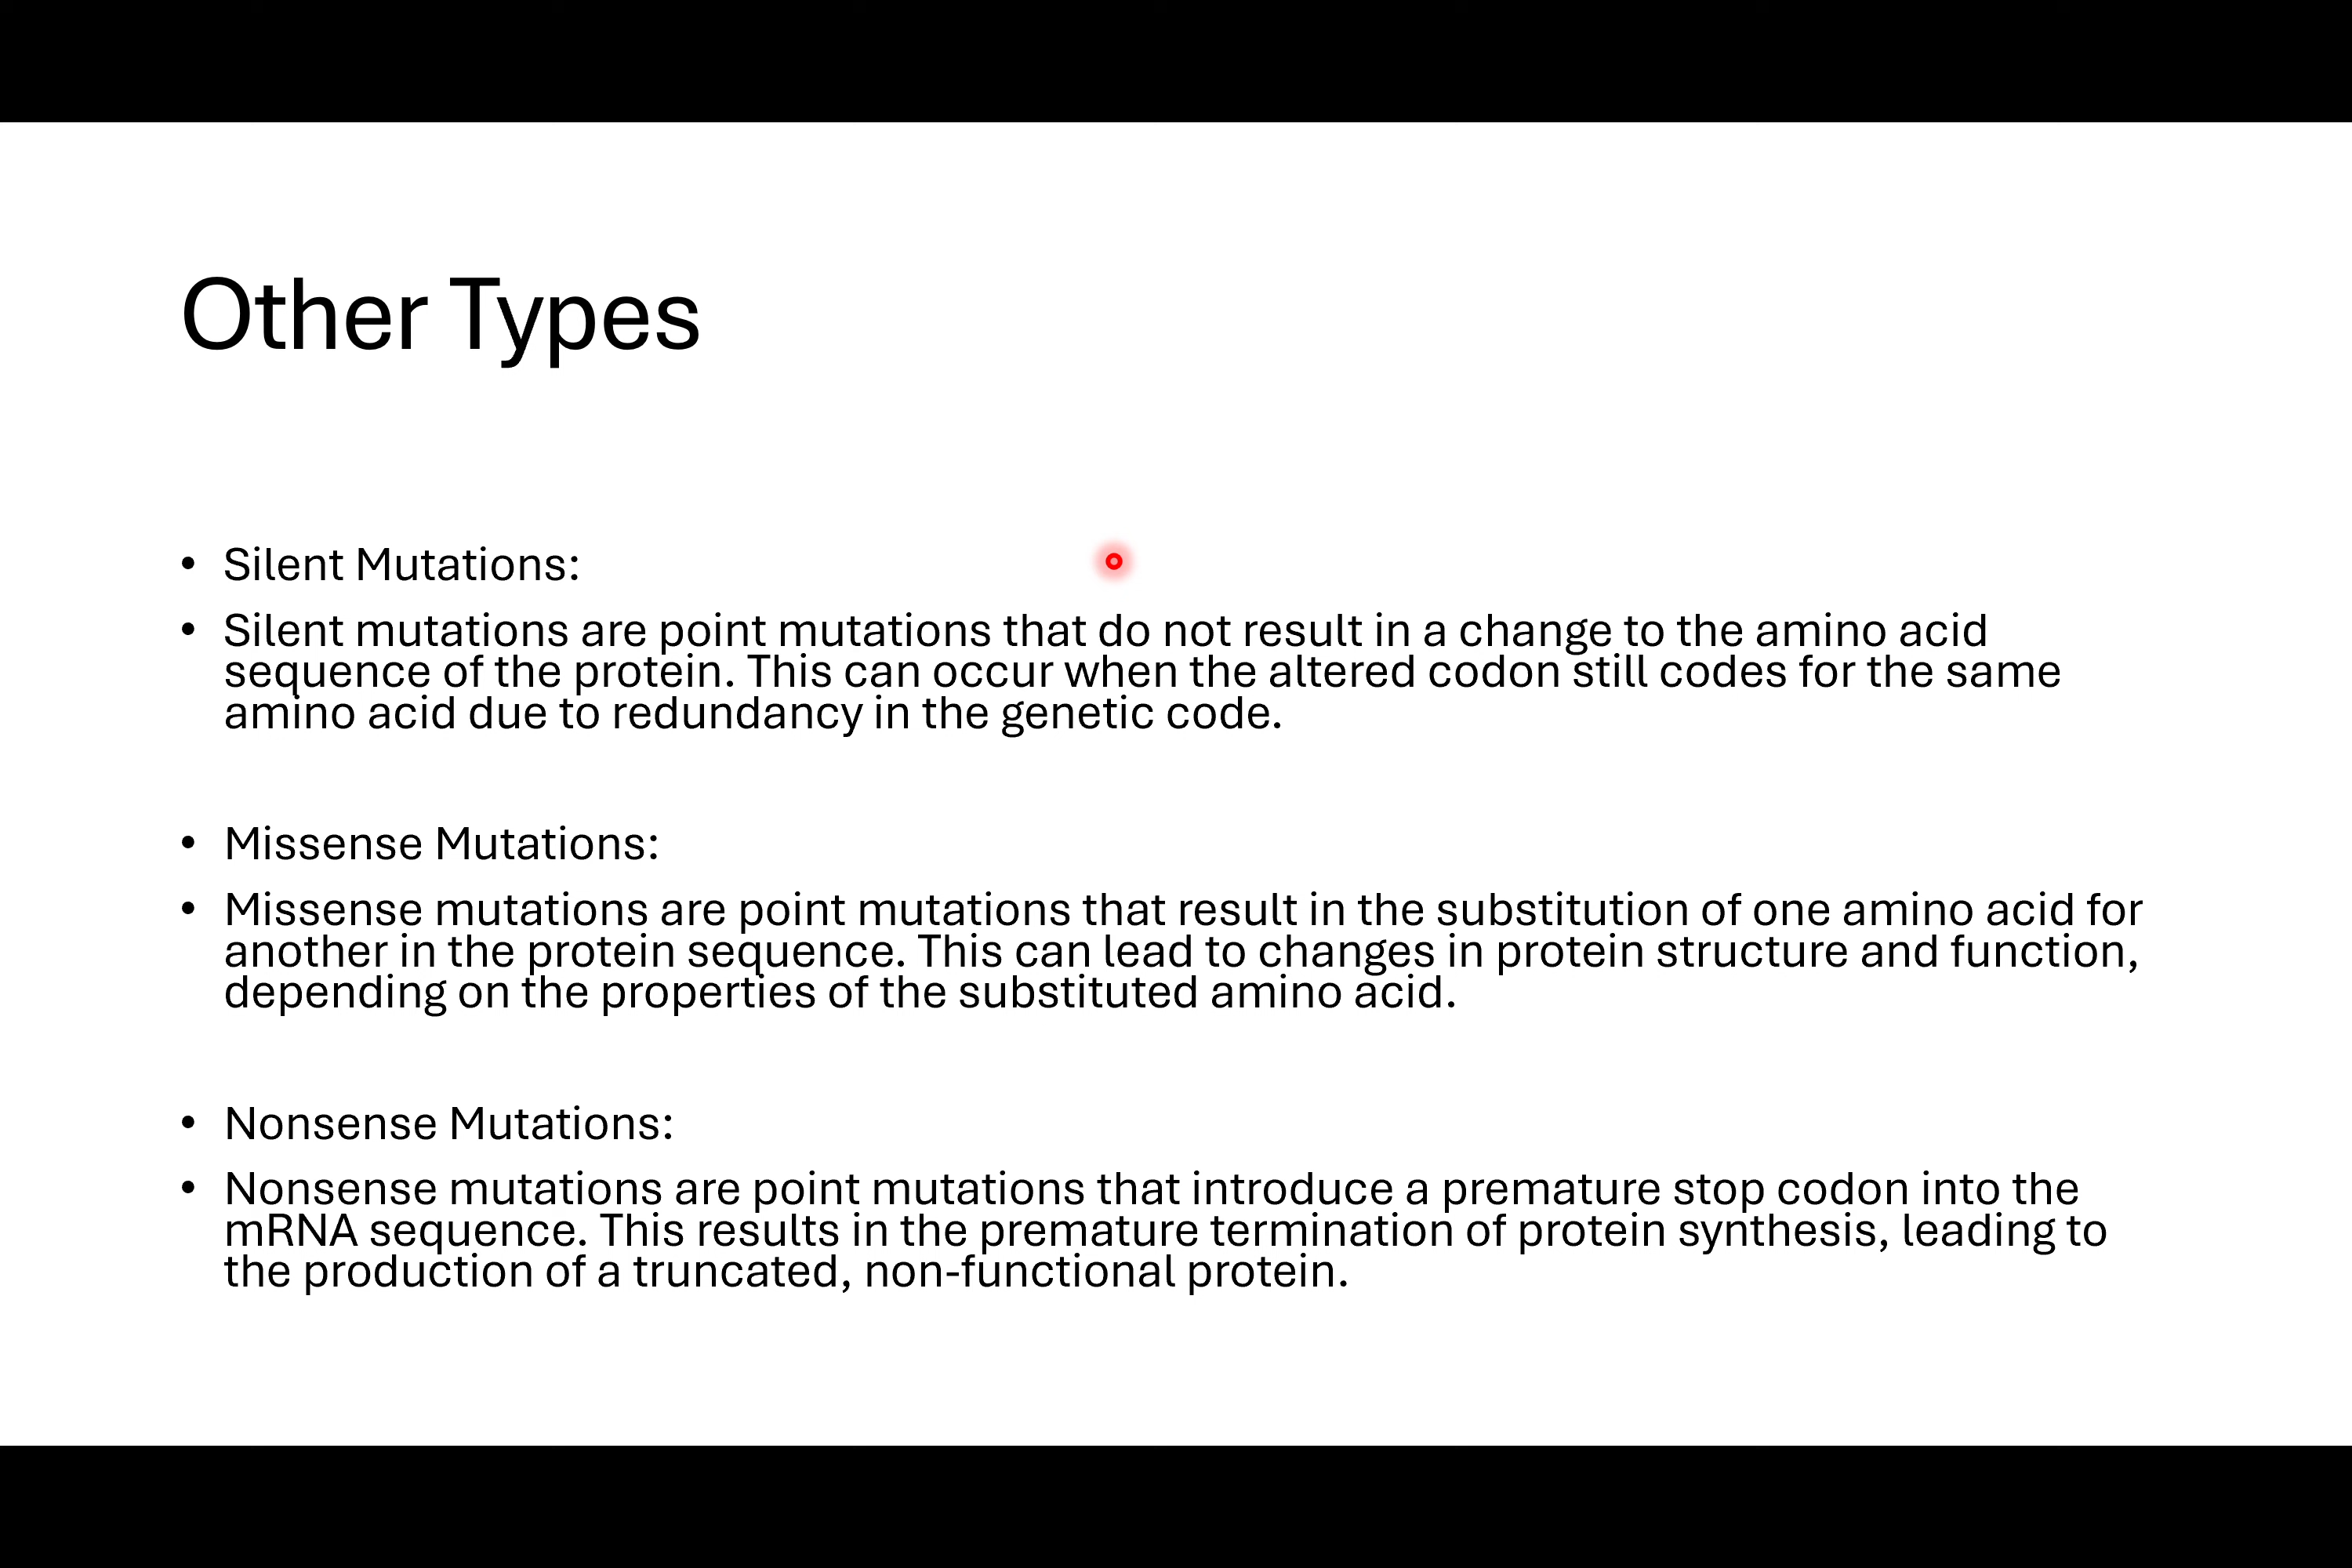 Other Types
• Silent Mutations:
• Silent mutations are point mutations that do not result in a change to the amino acid
sequence of the protein. This can occur when the altered codon still codes for the same
amino acid due to redundancy in the genetic code.
• Missense Mutations:
• Missense mutations are point mutations that result in the substitution of one amino acid for
another in the protein sequence. This can lead to changes in protein structure and function,
depending on the properties of the substituted amino acid.
• Nonsense Mutations:
• Nonsense mutations are point mutations that introduce a premature stop codon into the
mRNA sequence. This results in the premature termination of protein synthesis, leading to
the production of a truncated, non-functional protein.